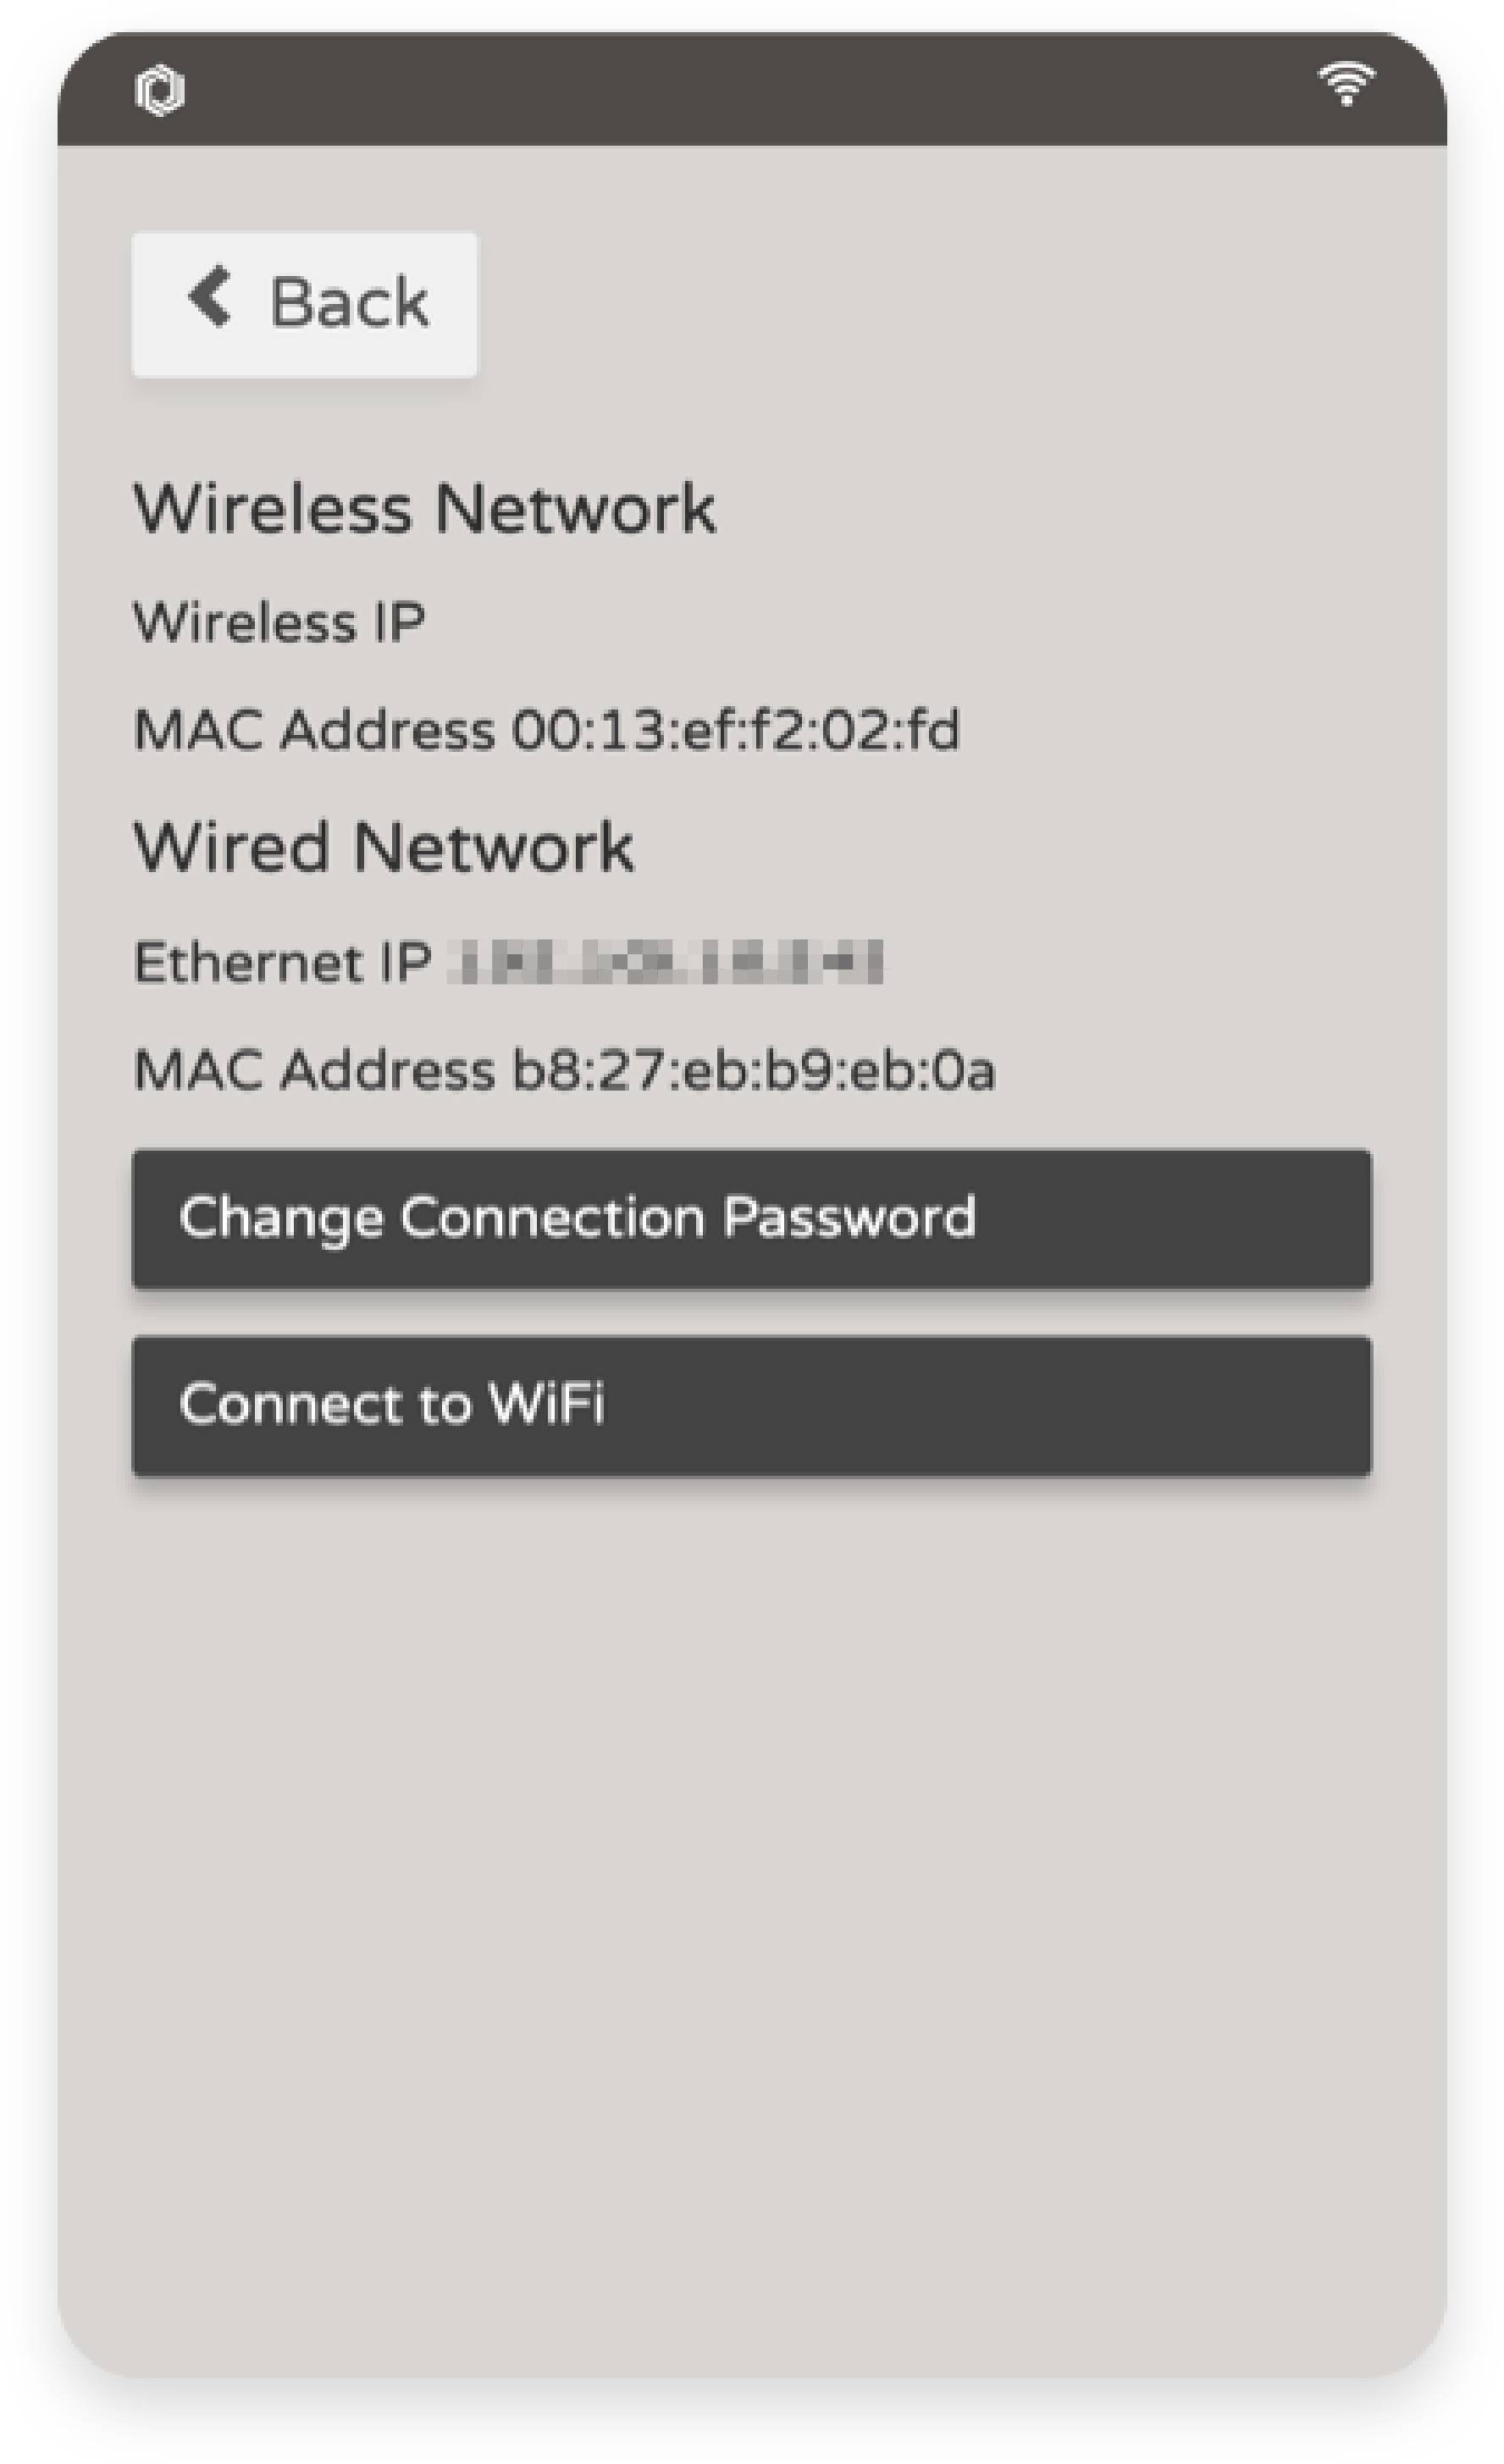 Back
Wireless Network
Wireless IP
MAC Address 00:13:ef:f2:02:fd
Wired Network
Ethernet IP
MAC Address b8:27:eb:b9:eb:0a
Change Connection Password
Connect to WiFi